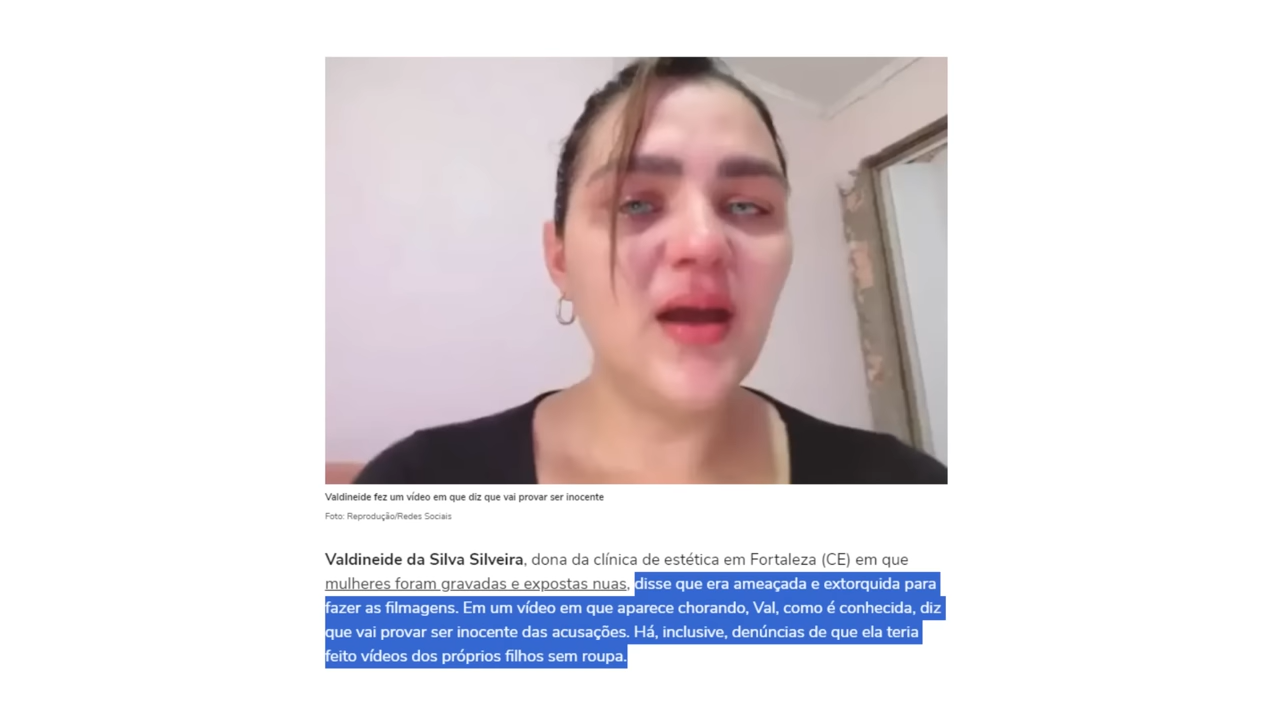 Valdineide fez um vídeo em que diz que vai provar ser inocente
Foto: Reprodução/Redes Sociais
Valdineide da Silva Silveira, dona da clínica de estética em Fortaleza (CE) em que
mulheres foram gravadas e expostas nuas, disse que era ameaçada e extorquida para
fazer as filmagens. Em um vídeo em que aparece chorando, Val, como é conhecida, diz
que vai provar ser inocente das acusações. Há, inclusive, denúncias de que ela teria
feito vídeos dos próprios filhos sem roupa.